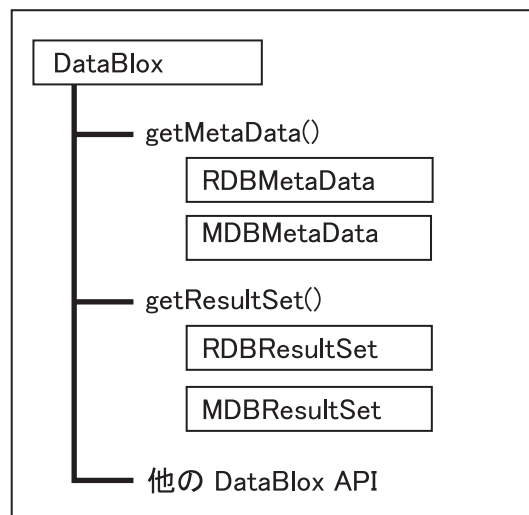 DataBlox
getMetaData()
RDBMetaData
MDBMetaData
getResultSet()
RDBResultSet
MDBResultSet
他の DataBlox API